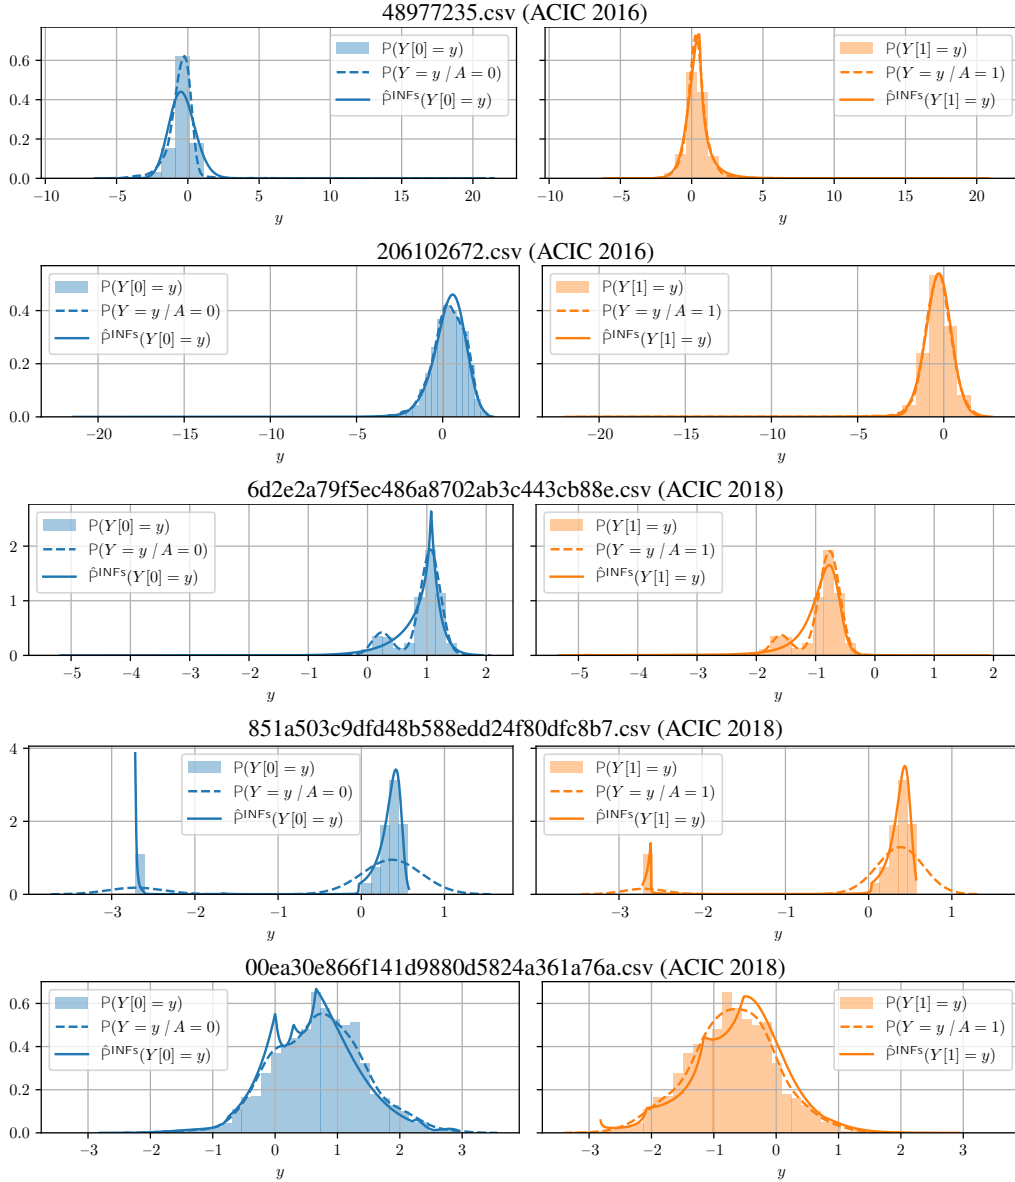 48977235.csv (ACIC 2016)
0.6
0.4
0.2
0.0
P(Y[0] = y)
P(Y = y / A = 0)
P̂^INFs(Y[0] = y)
P(Y[1] = y)
P(Y = y / A = 1)
P̂^INFs(Y[1] = y)
−10 −5 0 5 10 15 20
−10 −5 0 5 10 15 20
y y
206102672.csv (ACIC 2016)
0.4
0.2
0.0
P(Y[0] = y)
P(Y = y / A = 0)
P̂^INFs(Y[0] = y)
P(Y[1] = y)
P(Y = y / A = 1)
P̂^INFs(Y[1] = y)
−20 −15 −10 −5 0
−20 −15 −10 −5 0
y y
6d2e2a79f5ec486a8702ab3c443cb88e.csv (ACIC 2018)
2
1
0
P(Y[0] = y)
P(Y = y / A = 0)
P̂^INFs(Y[0] = y)
P(Y[1] = y)
P(Y = y / A = 1)
P̂^INFs(Y[1] = y)
−5 −4 −3 −2 −1 0 1 2
−5 −4 −3 −2 −1 0 1 2
y y
851a503c9dfd48b588edd24f80dfc8b7.csv (ACIC 2018)
4
2
0
P(Y[0] = y)
P(Y = y / A = 0)
P̂^INFs(Y[0] = y)
P(Y[1] = y)
P(Y = y / A = 1)
P̂^INFs(Y[1] = y)
−3 −2 −1 0 1
−3 −2 −1 0 1
y y
00ea30e866f141d9880d5824a361a76a.csv (ACIC 2018)
0.6
0.4
0.2
0.0
P(Y[0] = y)
P(Y = y / A = 0)
P̂^INFs(Y[0] = y)
P(Y[1] = y)
P(Y = y / A = 1)
P̂^INFs(Y[1] = y)
−3 −2 −1 0 1 2 3
−3 −2 −1 0 1 2 3
y y